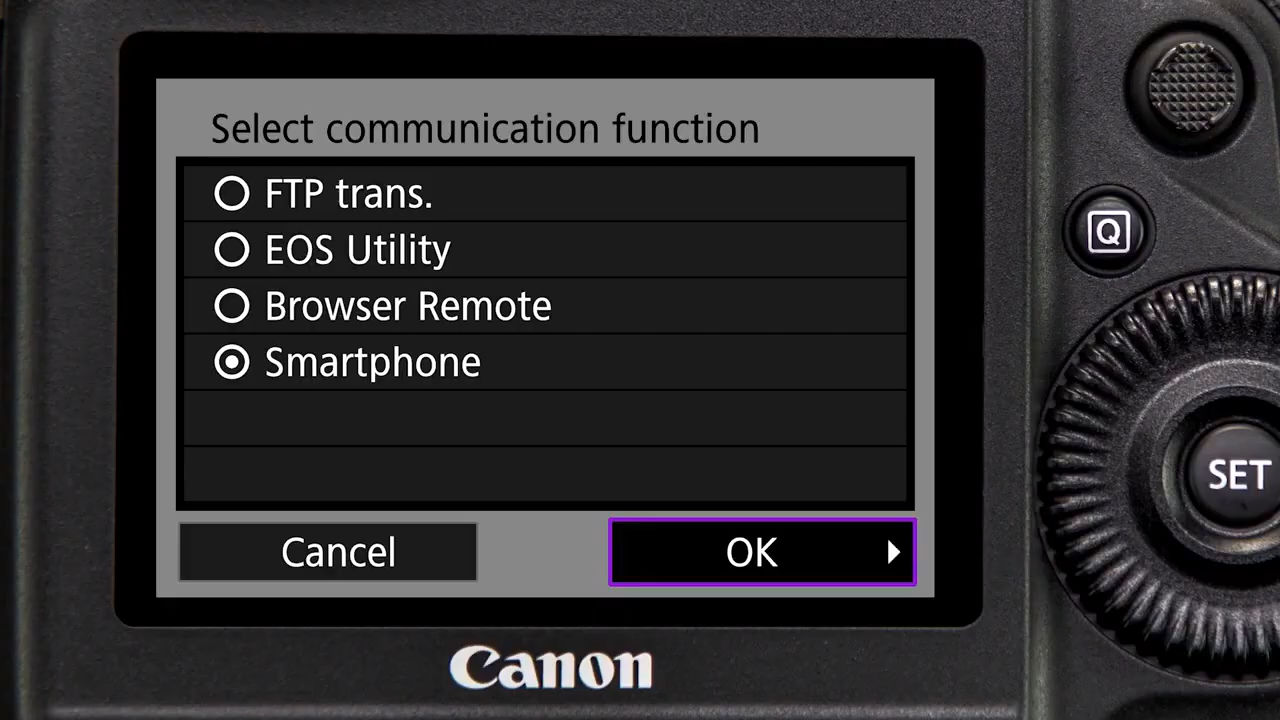 Select communication function
FTP trans.
EOS Utility
Browser Remote
Smartphone
Cancel
OK
Canon
Q
SET